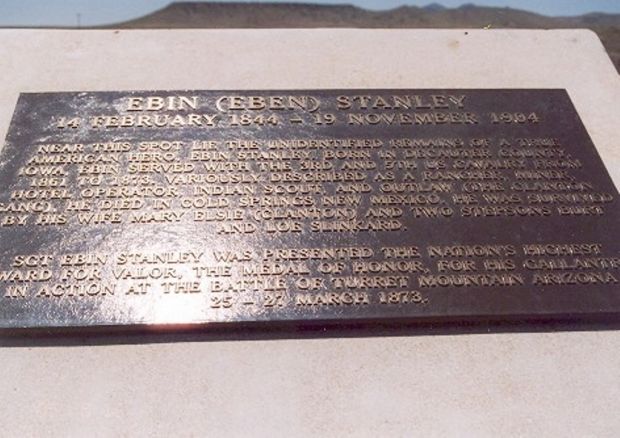 EBIN (EBEN) STANLEY
14 FEBRUARY, 1844 – 19 NOVEMBER, 1904
NEAR THIS SPOT LIE THE UNIDENTIFIED REMAINS OF A TRUE
AMERICAN HERO. EBIN STANLEY, BORN IN DECATUR COUNTY
IOWA, EBIN SERVED WITH THE 3RD AND 5TH US CAVALRY FROM
1861 TO VARIOUSLY DESCRIBED AS A RANCHER, MINER,
HOTEL OPERATOR, INDIAN SCOUT, AND OUTLAW (THE CLANTON
GANG). HE DIED IN COLD SPRINGS, NEW MEXICO. HE WAS SURVIVED
BY HIS WIFE MARY ELSIE (CLANTON) AND TWO STEPSONS BURT
AND LOE SLINKARD.
SGT EBIN STANLEY WAS PRESENTED THE NATION'S HIGHEST
AWARD FOR VALOR, THE MEDAL OF HONOR, FOR HIS GALLANTRY
IN ACTION AT THE BATTLE OF TURRET MOUNTAIN ARIZONA
25 – 27 MARCH 1873.